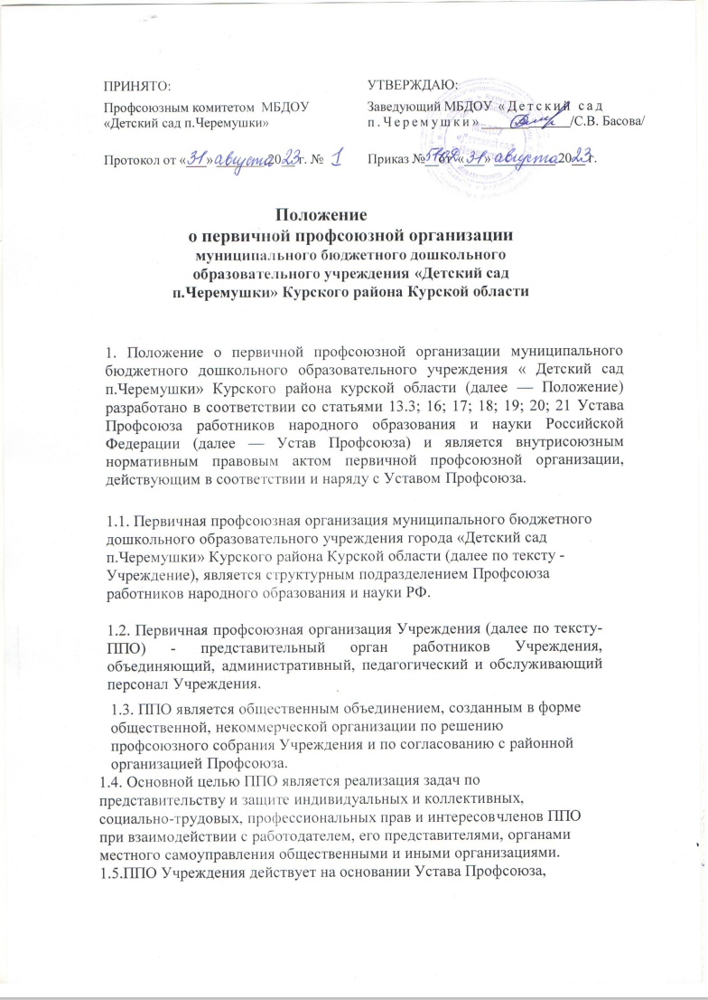 ПРИНЯТО:
Профсоюзным комитетом МБДОУ
«Детский сад п.Черемушки»
Протокол от «31» августа 2023 г. № 1
УТВЕРЖДАЮ:
Заведующий МБДОУ «Детский сад
п.Черемушки» /С.В. Басова/
Приказ № от «31» августа 2023 г.
Положение
о первичной профсоюзной организации
муниципального бюджетного дошкольного
образовательного учреждения «Детский сад
п.Черемушки» Курского района Курской области
1. Положение о первичной профсоюзной организации муниципального
бюджетного дошкольного образовательного учреждения « Детский сад
п.Черемушки» Курского района курской области (далее — Положение)
разработано в соответствии со статьями 13.3; 16; 17; 18; 19; 20; 21 Устава
Профсоюза работников народного образования и науки Российской
Федерации (далее — Устав Профсоюза) и является внутрисоюзным
нормативным правовым актом первичной профсоюзной организации,
действующим в соответствии и наряду с Уставом Профсоюза.
1.1. Первичная профсоюзная организация муниципального бюджетного
дошкольного образовательного учреждения города «Детский сад
п.Черемушки» Курского района Курской области (далее по тексту -
Учреждение), является структурным подразделением Профсоюза
работников народного образования и науки РФ.
1.2. Первичная профсоюзная организация Учреждения (далее по тексту-
ППО) - представительный орган работников Учреждения,
объединяющий, административный, педагогический и обслуживающий
персонал Учреждения.
1.3. ППО является общественным объединением, созданным в форме
общественной, некоммерческой организации по решению
профсоюзного собрания Учреждения и по согласованию с районной
организацией Профсоюза.
1.4. Основной целью ППО является реализация задач по
представительству и защите индивидуальных и коллективных,
социально-трудовых, профессиональных прав и интересовчленов ППО
при взаимодействии с работодателем, его представителями, органами
местного самоуправления общественными и иными организациями.
1.5.ППО Учреждения действует на основании Устава Профсоюза,